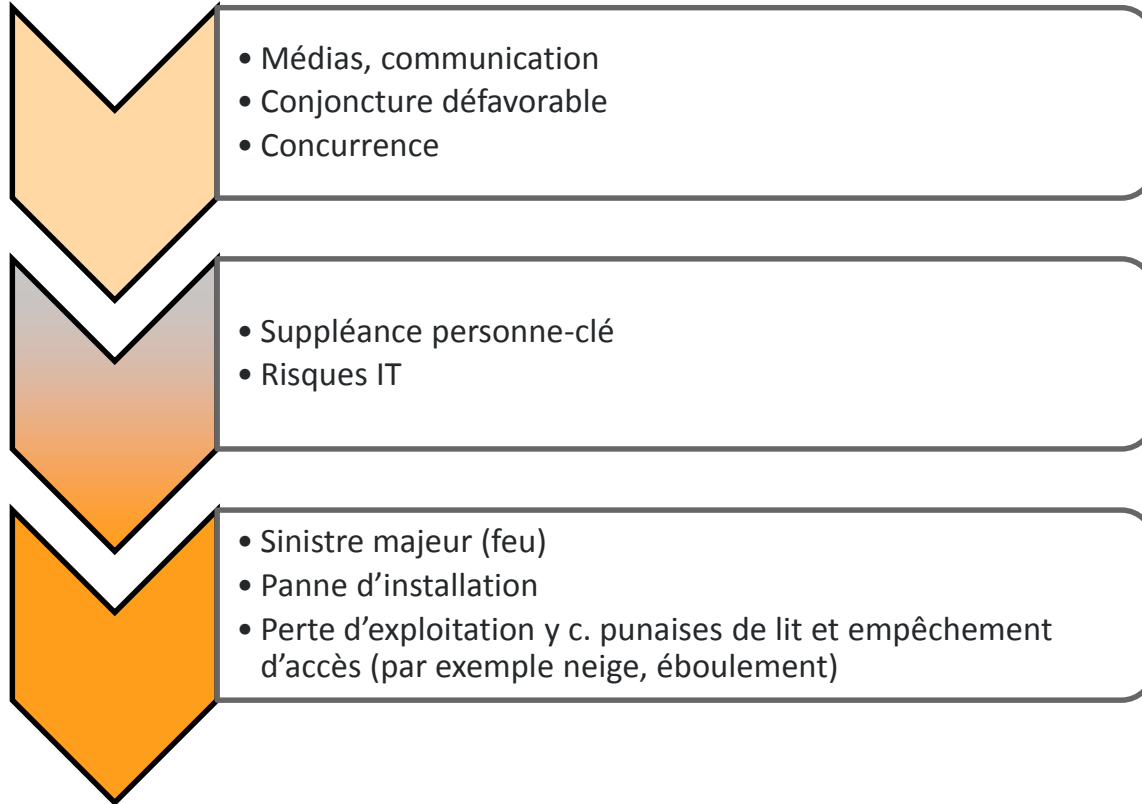 • Médias, communication
• Conjoncture défavorable
• Concurrence
• Suppléance personne-clé
• Risques IT
• Sinistre majeur (feu)
• Panne d’installation
• Perte d’exploitation y c. punaises de lit et empêchement
d’accès (par exemple neige, éboulement)